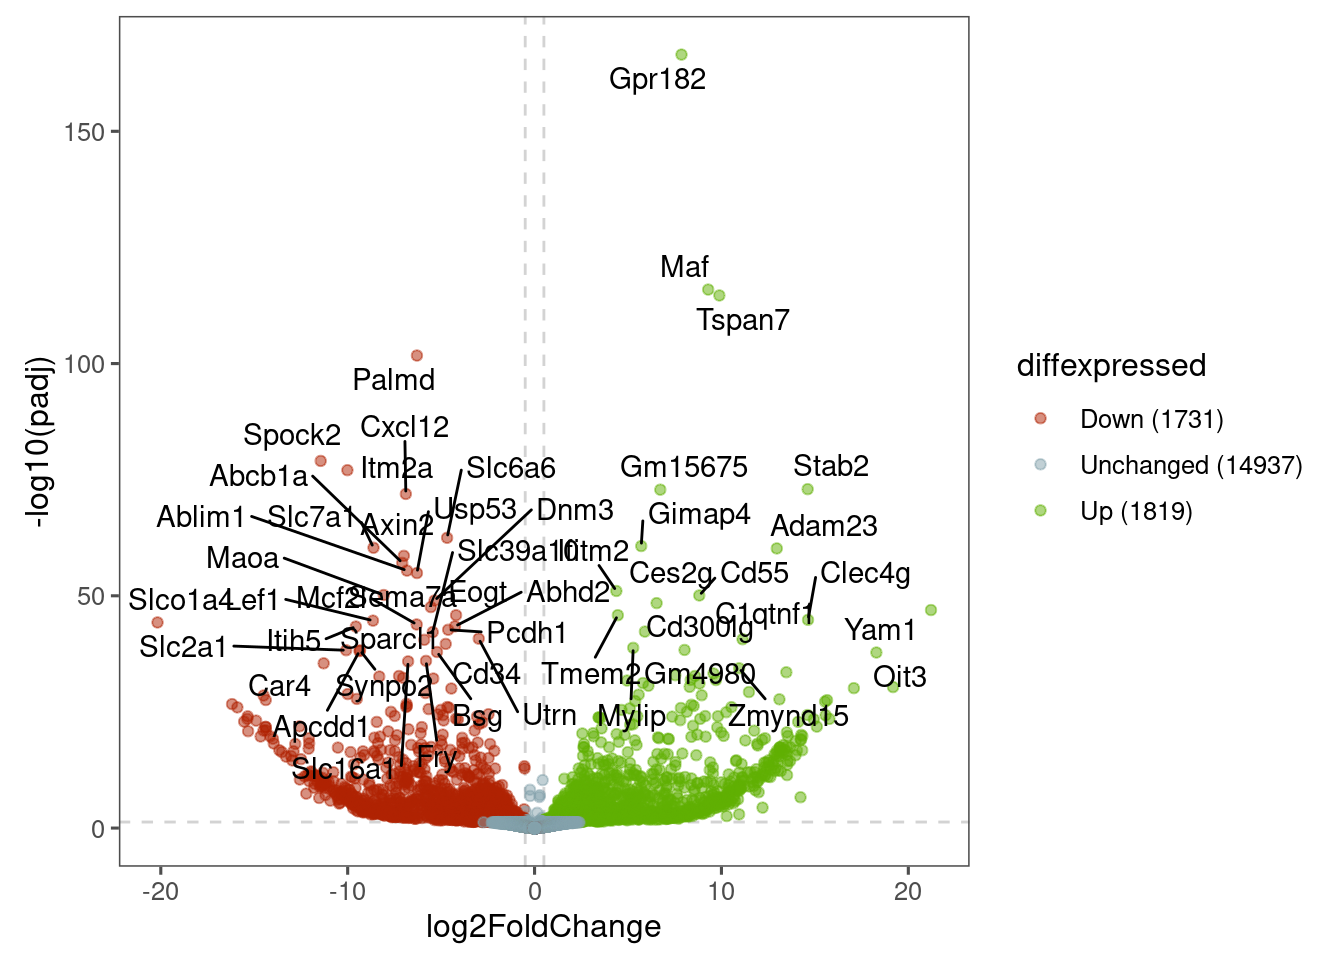 Gpr182
150
Maf
Tspan7
100
Palmd
Cxcl12
Spock2
Itm2a
Slc6a6
Gm15675
Stab2
Abcb1a
Ablim1
Slc7a1
Axin2
Usp53
Dnm3
Gimap4
Adam23
Maoa
Slc39a10
Ifitm2
Ces2g
Cd55
Clec4g
50
Slco1a4
Lef1
Mcf2l
Sema7a
Eogt
Abhd2
C1qtnf1
Cd300lg
Yam1
Slc2a1
Itih5
Sparcl1
Pcdh1
Car4
Synpo2
Cd34
Tmem2
Gm4980
Oit3
Apcdd1
Bsg
Utrn
Mylip
Zmynd15
Slc16a1
Fry
0
-20
-10
0
10
20
log2FoldChange
-log10(padj)
diffexpressed
Down (1731)
Unchanged (14937)
Up (1819)